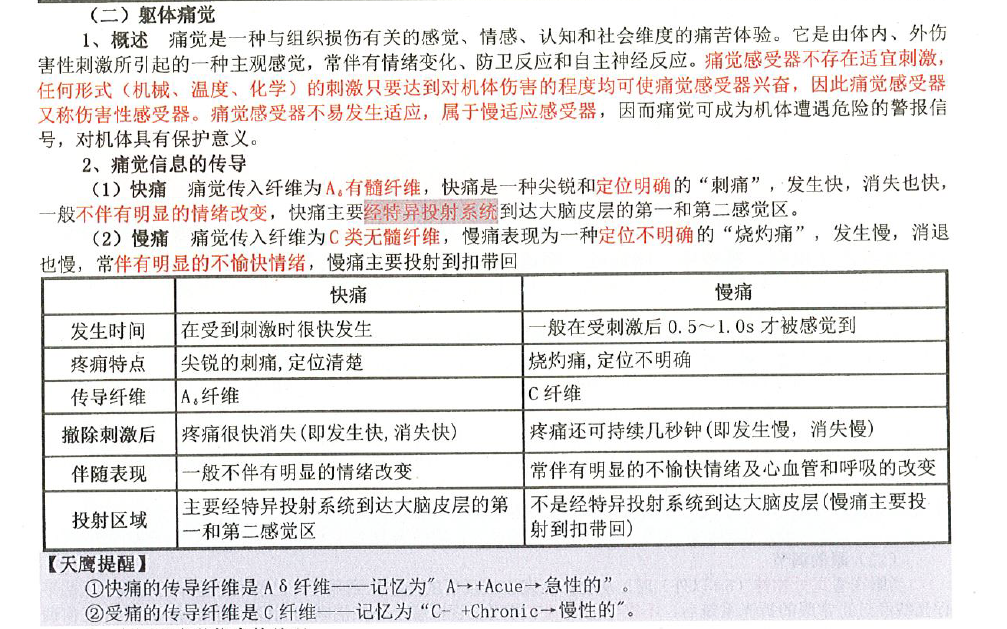 （二）躯体痛觉
1、概述　痛觉是一种与组织损伤有关的感觉、情感、认知和社会维度的痛苦体验。它是由体内、外伤
害性刺激所引起的一种主观感觉，常伴有情绪变化、防卫反应和自主神经反应。痛觉感受器不存在适宜刺激，
任何形式（机械、温度、化学）的刺激只要达到对机体伤害的程度均可使痛觉感受器兴奋，因此痛觉感受器
又称伤害性感受器。痛觉感受器不易发生适应，属于慢适应感受器，因而痛觉可成为机体遭遇危险的警报信
号，对机体具有保护意义。
2、痛觉信息的传导
（1）快痛　痛觉传入纤维为Aδ有髓纤维，快痛是一种尖锐和定位明确的“刺痛”，发生快，消失也快，
一般不伴有明显的情绪改变，快痛主要经特异投射系统到达大脑皮层的第一和第二感觉区。
（2）慢痛　痛觉传入纤维为C类无髓纤维，慢痛表现为一种定位不明确的“烧灼痛”，发生慢，消退
也慢，常伴有明显的不愉快情绪，慢痛主要投射到扣带回
快痛　慢痛
发生时间　在受到刺激时很快发生　一般在受刺激后0.5～1.0s才被感觉到
疼痛特点　尖锐的刺痛,定位清楚　烧灼痛,定位不明确
传导纤维　Aδ纤维　C纤维
撤除刺激后　疼痛很快消失(即发生快,消失快)　疼痛还可持续几秒钟(即发生慢，消失慢)
伴随表现　一般不伴有明显的情绪改变　常伴有明显的不愉快情绪及心血管和呼吸的改变
投射区域　主要经特异投射系统到达大脑皮层的第
一和第二感觉区
不是经特异投射系统到达大脑皮层(慢痛主要投
射到扣带回)
【天鹰提醒】
①快痛的传导纤维是Aδ纤维——记忆为"A→+Acue→急性的”。
②受痛的传导纤维是C纤维——记忆为“C- +Chronic→慢性的"。